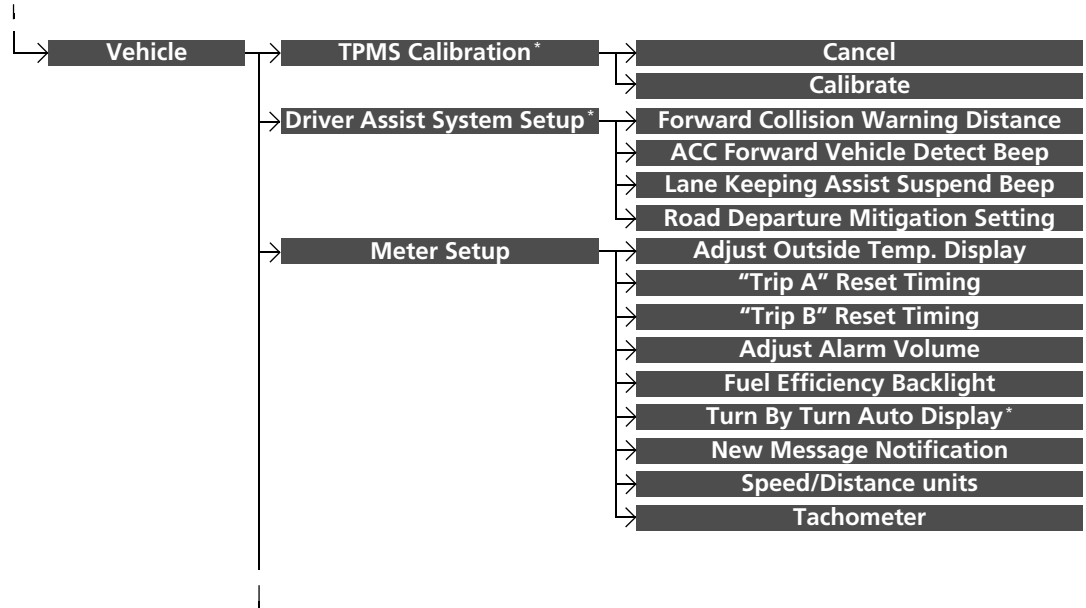 Vehicle
TPMS Calibration*
Cancel
Calibrate
Driver Assist System Setup*
Forward Collision Warning Distance
ACC Forward Vehicle Detect Beep
Lane Keeping Assist Suspend Beep
Road Departure Mitigation Setting
Meter Setup
Adjust Outside Temp. Display
“Trip A” Reset Timing
“Trip B” Reset Timing
Adjust Alarm Volume
Fuel Efficiency Backlight
Turn By Turn Auto Display*
New Message Notification
Speed/Distance units
Tachometer